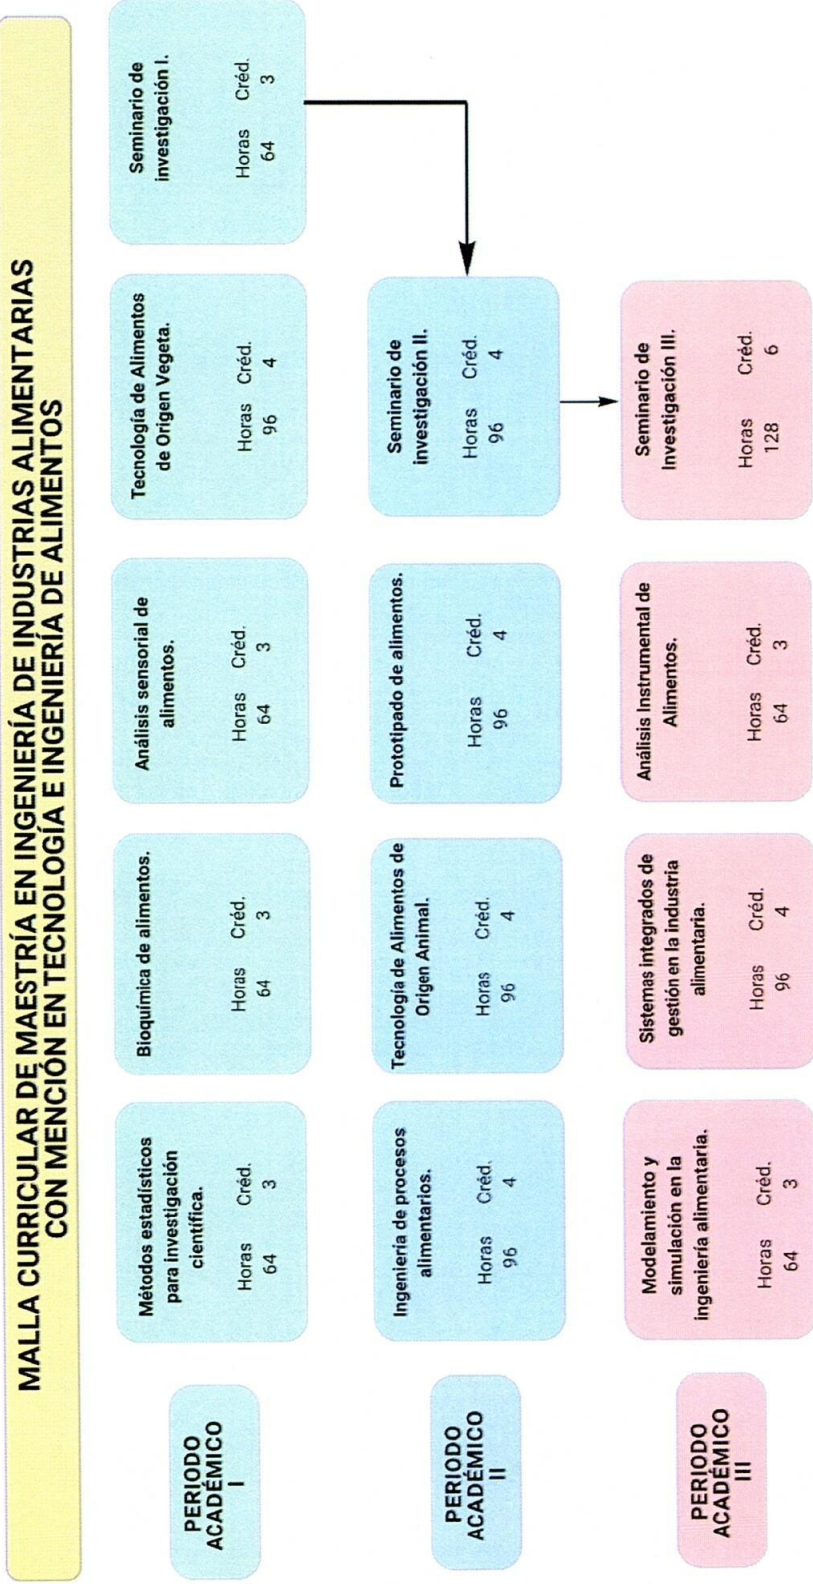 MALLA CURRICULAR DE MAESTRÍA EN INGENIERÍA DE INDUSTRIAS ALIMENTARIAS
CON MENCIÓN EN TECNOLOGÍA E INGENIERÍA DE ALIMENTOS
PERIODO
ACADÉMICO
I
Métodos estadísticos
para investigación
científica.
Horas Créd.
64 3
Bioquímica de alimentos.
Horas Créd.
64 3
Análisis sensorial de
alimentos.
Horas Créd.
64 3
Tecnología de Alimentos
de Origen Vegeta.
Horas Créd.
96 4
Seminario de
investigación I.
Horas Créd.
64 3
PERIODO
ACADÉMICO
II
Ingeniería de procesos
alimentarios.
Horas Créd.
96 4
Tecnología de Alimentos de
Origen Animal.
Horas Créd.
96 4
Prototipado de alimentos.
Horas Créd.
96 4
Seminario de
investigación II.
Horas Créd.
96 4
PERIODO
ACADÉMICO
III
Modelamiento y
simulación en la
ingeniería alimentaria.
Horas Créd.
64 3
Sistemas integrados de
gestión en la industria
alimentaria.
Horas Créd.
96 4
Análisis Instrumental de
Alimentos.
Horas Créd.
64 3
Seminario de
Investigación III.
Horas Créd.
128 6